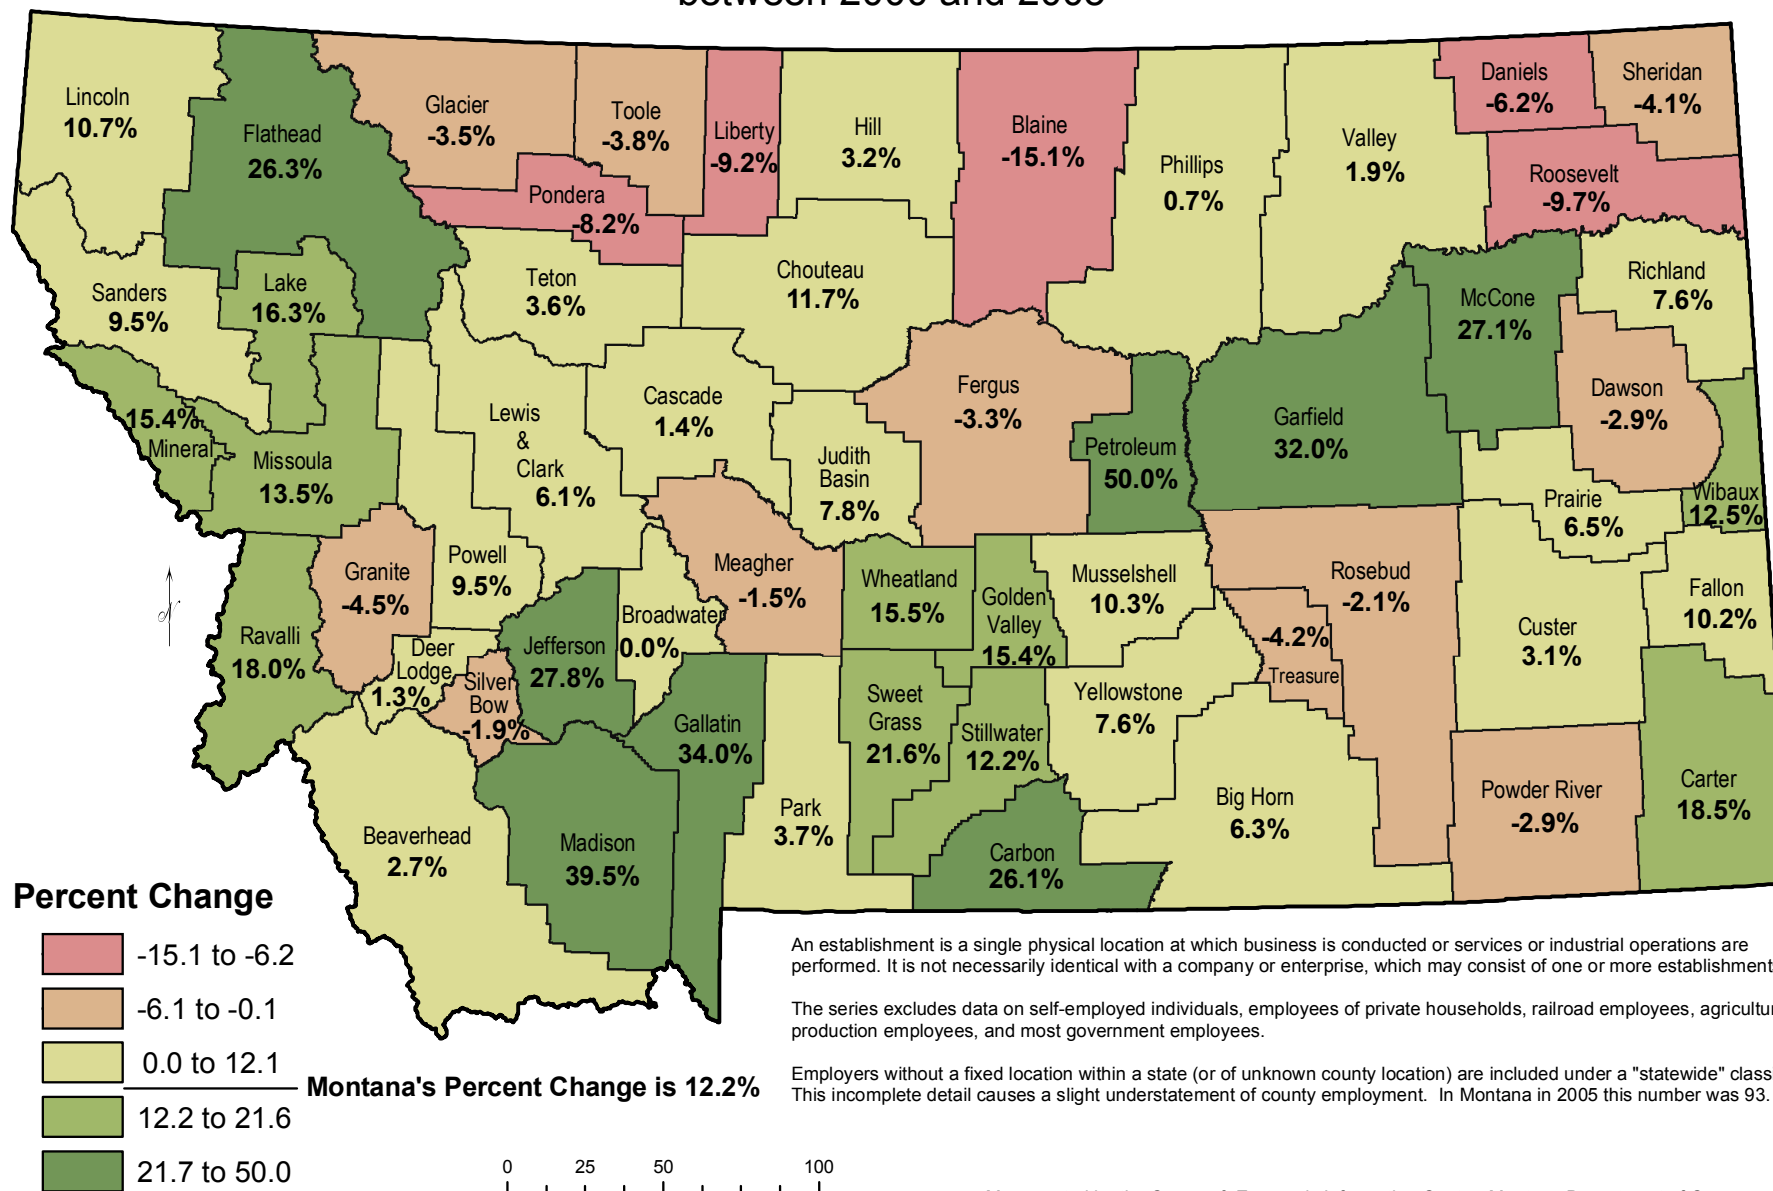 between 2000 and 2005
Lincoln
10.7%
Flathead
26.3%
Glacier
-3.5%
Toole
-3.8%
Liberty
-9.2%
Hill
3.2%
Blaine
-15.1%
Phillips
0.7%
Valley
1.9%
Daniels
-6.2%
Sheridan
-4.1%
Roosevelt
-9.7%
Pondera
-8.2%
Sanders
9.5%
Lake
16.3%
Teton
3.6%
Chouteau
11.7%
McCone
27.1%
Richland
7.6%
15.4%
Mineral
Missoula
13.5%
Lewis
&
Clark
6.1%
Cascade
1.4%
Judith
Basin
7.8%
Fergus
-3.3%
Petroleum
50.0%
Garfield
32.0%
Dawson
-2.9%
Prairie
6.5%
Wibaux
12.5%
Ravalli
18.0%
Granite
-4.5%
Powell
9.5%
Deer
Lodge
1.3%
Silver
Bow
-1.9%
Jefferson
27.8%
Broadwater
0.0%
Meagher
-1.5%
Wheatland
15.5%
Golden
Valley
15.4%
Musselshell
10.3%
-4.2%
Treasure
Rosebud
-2.1%
Custer
3.1%
Fallon
10.2%
Beaverhead
2.7%
Madison
39.5%
Gallatin
34.0%
Park
3.7%
Sweet
Grass
21.6%
Stillwater
12.2%
Yellowstone
7.6%
Carbon
26.1%
Big Horn
6.3%
Powder River
-2.9%
Carter
18.5%
N
Percent Change
-15.1 to -6.2
-6.1 to -0.1
0.0 to 12.1
Montana's Percent Change is 12.2%
12.2 to 21.6
21.7 to 50.0
0 25 50 100
An establishment is a single physical location at which business is conducted or services or industrial operations are
performed. It is not necessarily identical with a company or enterprise, which may consist of one or more establishment
The series excludes data on self-employed individuals, employees of private households, railroad employees, agricultur
production employees, and most government employees.
Employers without a fixed location within a state (or of unknown county location) are included under a "statewide" class
This incomplete detail causes a slight understatement of county employment. In Montana in 2005 this number was 93.